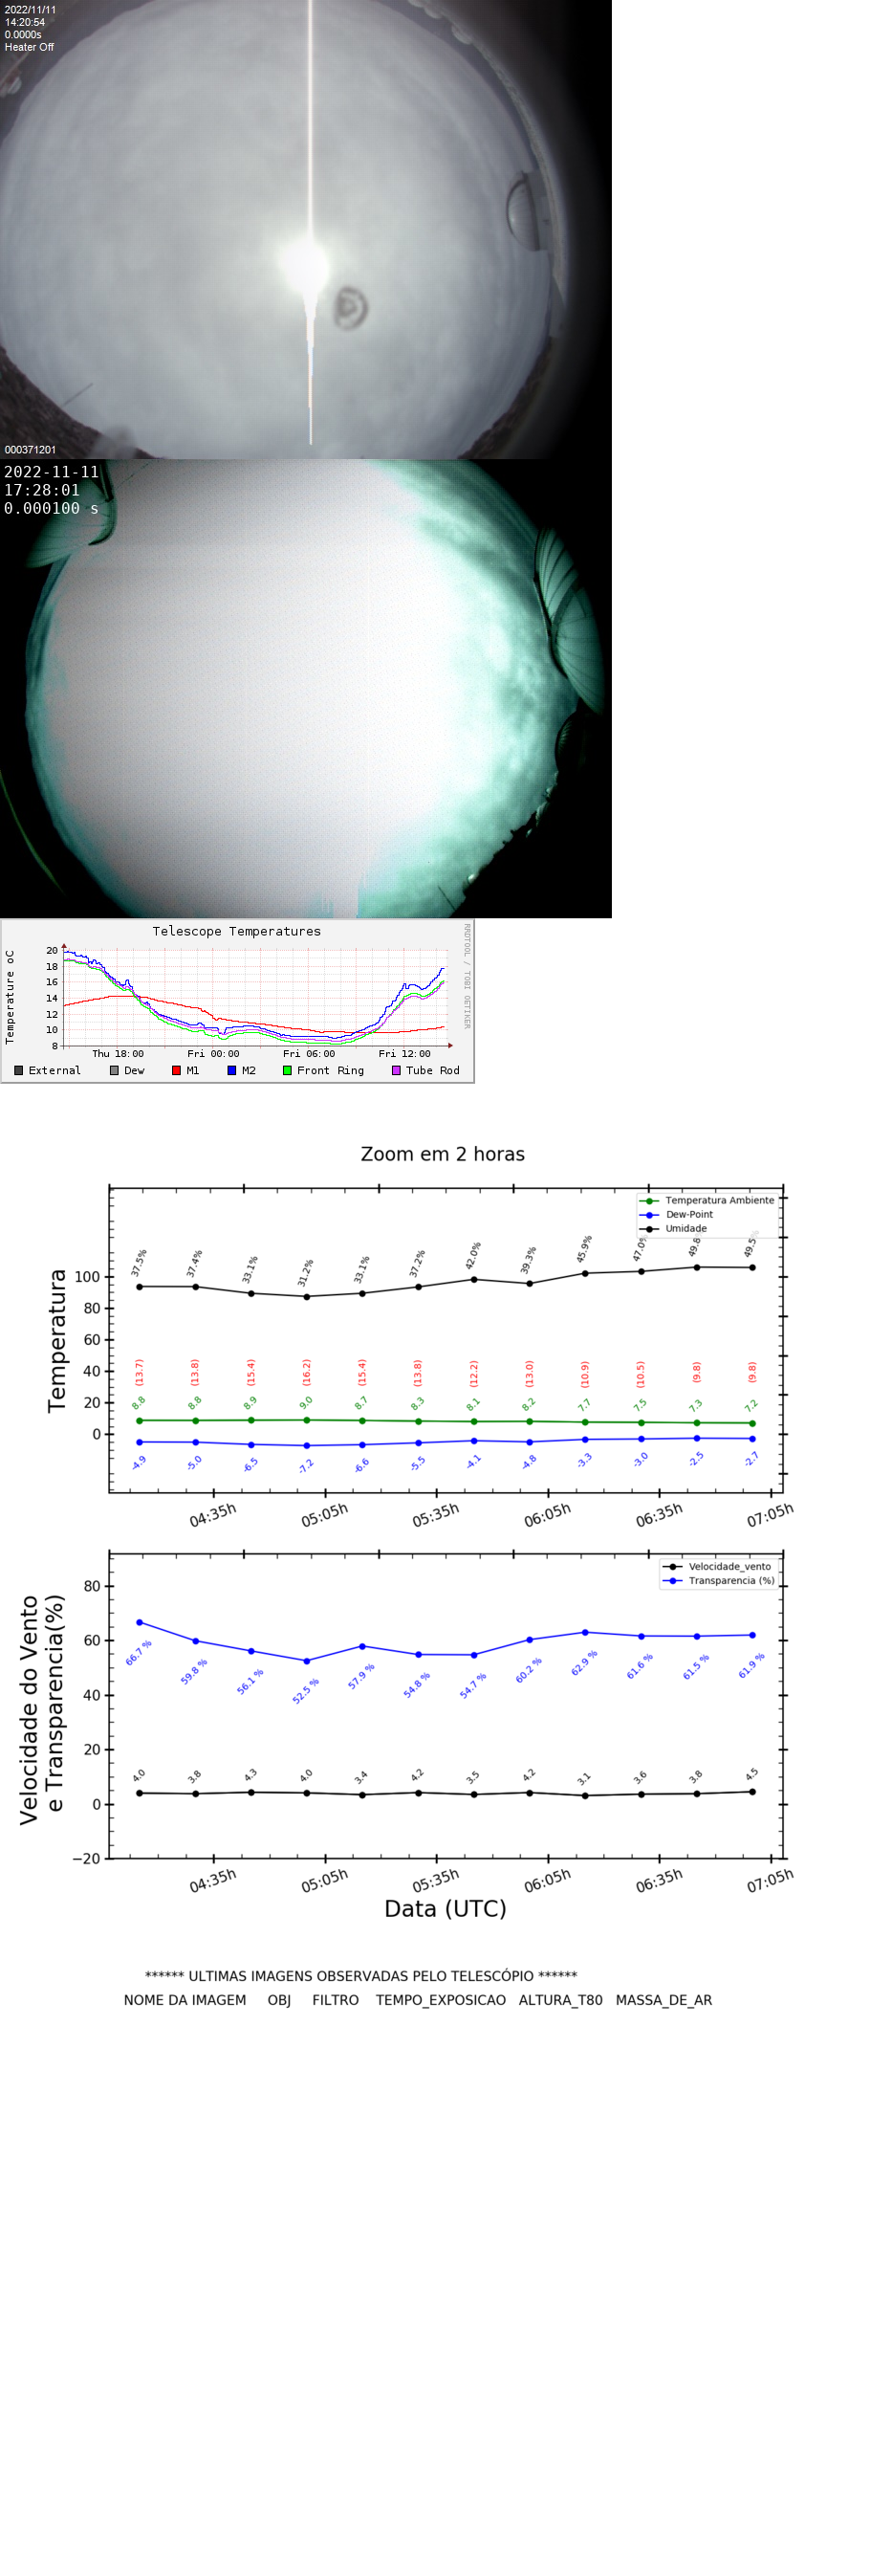 2022/11/11
14:20:54
0.0000s
Heater Off
000371201
2022-11-11
17:28:01
0.000100 s
Telescope Temperatures
RRDTOOL / TOBI OETIKER
Temperature oC
20
18
16
14
12
10
8
Thu 18:00 Fri 00:00 Fri 06:00 Fri 12:00
External Dew M1 M2 Front Ring Tube Rod
Zoom em 2 horas
Temperatura Ambiente
Dew-Point
Umidade
Temperatura
100
80
60
40
20
0
37.5% 37.4% 33.1% 31.2% 33.1% 37.2% 42.0% 39.3% 45.9% 47.0% 49.8% 49.5%
(13.7) (13.8) (15.4) (16.2) (15.4) (13.8) (12.2) (13.0) (10.9) (10.5) (9.8) (9.8)
8.8 8.8 8.9 9.0 8.7 8.3 8.1 8.2 7.7 7.5 7.3 7.2
-4.9 -5.0 -6.5 -7.2 -6.6 -5.5 -4.1 -4.8 -3.3 -3.0 -2.5 -2.7
04:35h 05:05h 05:35h 06:05h 06:35h 07:05h
Velocidade_vento
Transparencia (%)
Velocidade do Vento
e Transparencia(%)
80
60
40
20
0
−20
66.7 % 59.8 % 56.1 % 52.5 % 57.9 % 54.8 % 54.7 % 60.2 % 62.9 % 61.6 % 61.5 % 61.9 %
4.0 3.8 4.3 4.0 3.4 4.2 3.5 4.2 3.1 3.6 3.8 4.5
04:35h 05:05h 05:35h 06:05h 06:35h 07:05h
Data (UTC)
****** ULTIMAS IMAGENS OBSERVADAS PELO TELESCÓPIO ******
NOME DA IMAGEM OBJ FILTRO TEMPO_EXPOSICAO ALTURA_T80 MASSA_DE_AR